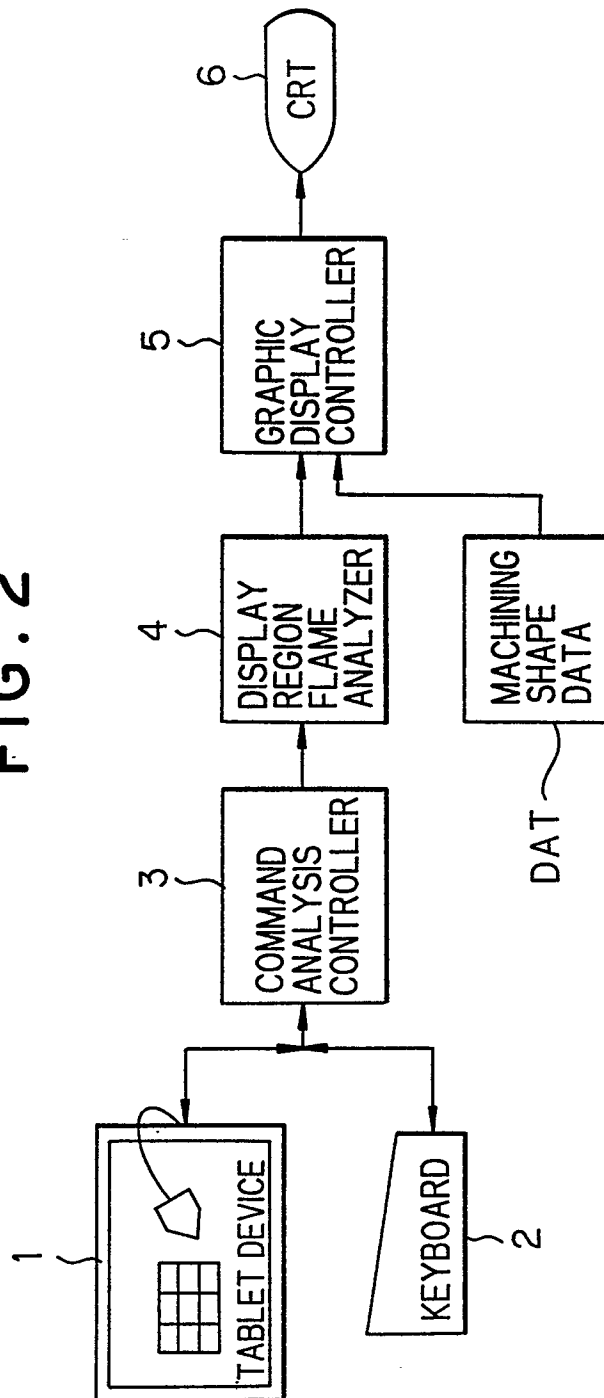 FIG. 2
1
TABLET DEVICE
KEYBOARD
2
3
COMMAND
ANALYSIS
CONTROLLER
4
DISPLAY
REGION
FLAME
ANALYZER
MACHINING
SHAPE
DATA
DAT
5
GRAPHIC
DISPLAY
CONTROLLER
6
CRT